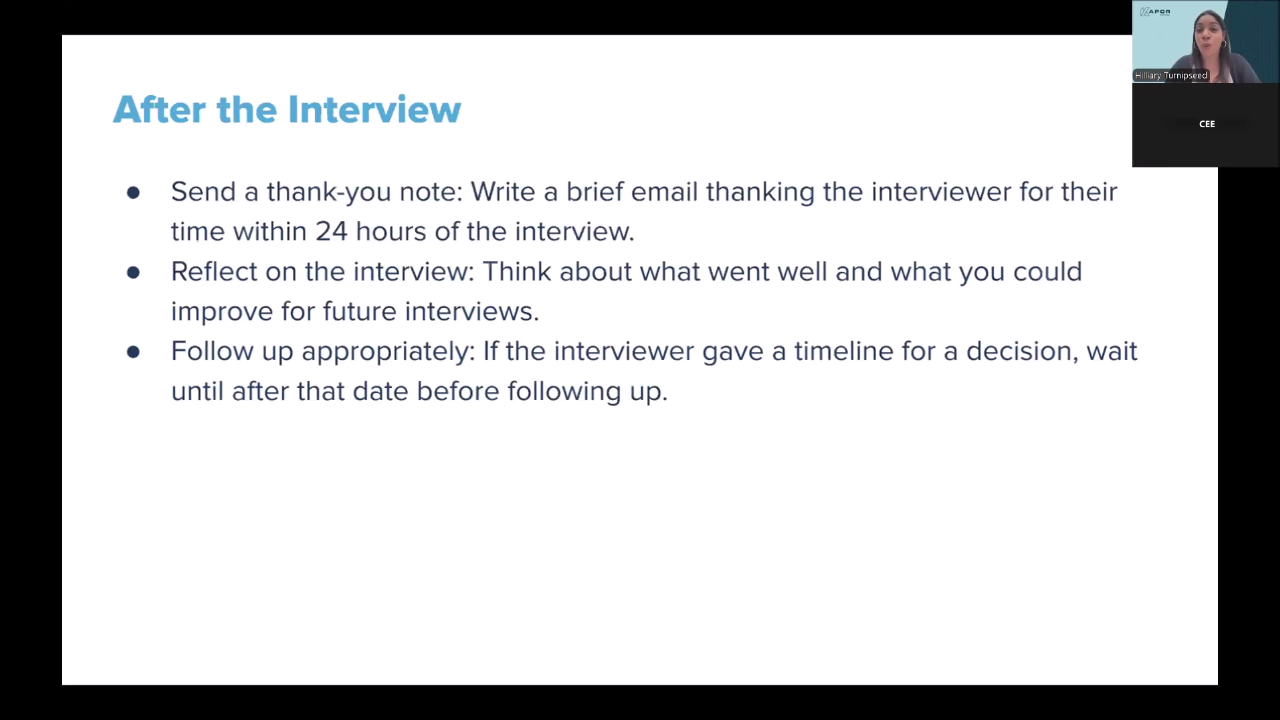 After the Interview
● Send a thank-you note: Write a brief email thanking the interviewer for their
time within 24 hours of the interview.
● Reflect on the interview: Think about what went well and what you could
improve for future interviews.
● Follow up appropriately: If the interviewer gave a timeline for a decision, wait
until after that date before following up.
Hilliary Turnipseed
CEE